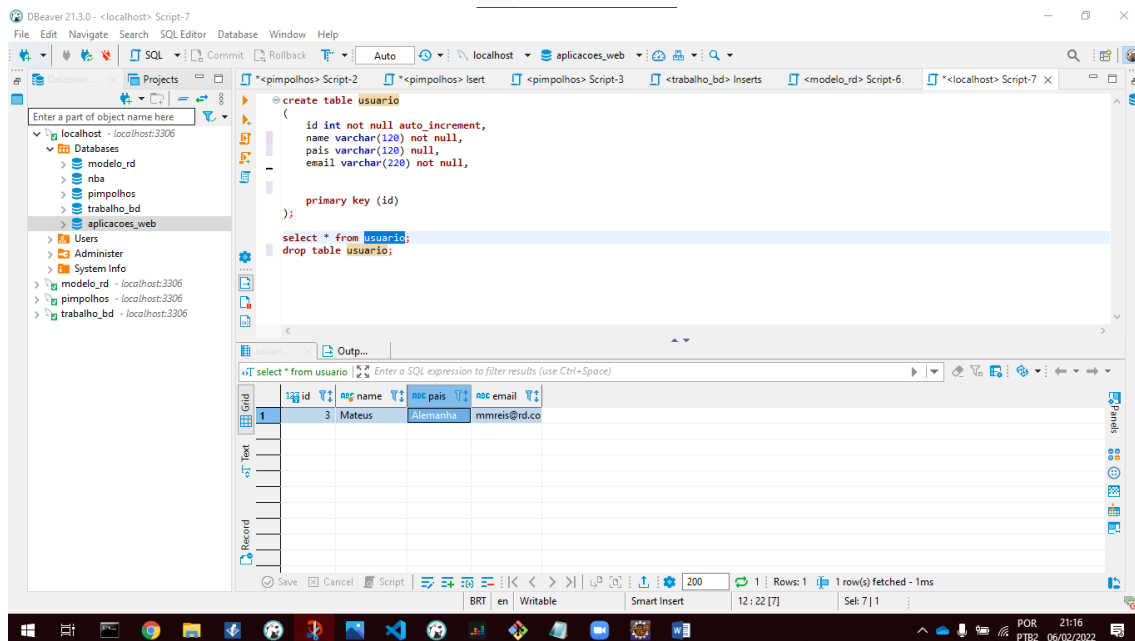 DBeaver 21.3.0 - <localhost> Script-7
File Edit Navigate Search SQL Editor Database Window Help
SQL Commit Rollback Auto localhost aplicacoes_web
Database... Projects
Enter a part of object name here
localhost - localhost:3306
Databases
modelo_rd
nba
pimpolhos
trabalho_bd
aplicacoes_web
Users
Administer
System Info
modelo_rd - localhost:3306
pimpolhos - localhost:3306
trabalho_bd - localhost:3306
*<pimpolhos> Script-2 *<pimpolhos> Isert <pimpolhos> Script-3 <trabalho_bd> Inserts <modelo_rd> Script-6 *<localhost> Script-7
create table usuario
(
id int not null auto_increment,
name varchar(120) not null,
pais varchar(120) null,
email varchar(220) not null,
primary key (id)
);
select * from usuario;
drop table usuario;
usuari... Outp...
select * from usuario Enter a SQL expression to filter results (use Ctrl+Space)
Grid
Text
Record
123 id ABC name ABC pais ABC email
1 3 Mateus Alemanha mmreis@rd.co
Panels
Save Cancel Script 200 1 Rows: 1 1 row(s) fetched - 1ms
BRT en Writable Smart Insert 12 : 22 [7] Sel: 7 | 1
POR 21:16
PTB2 06/02/2022